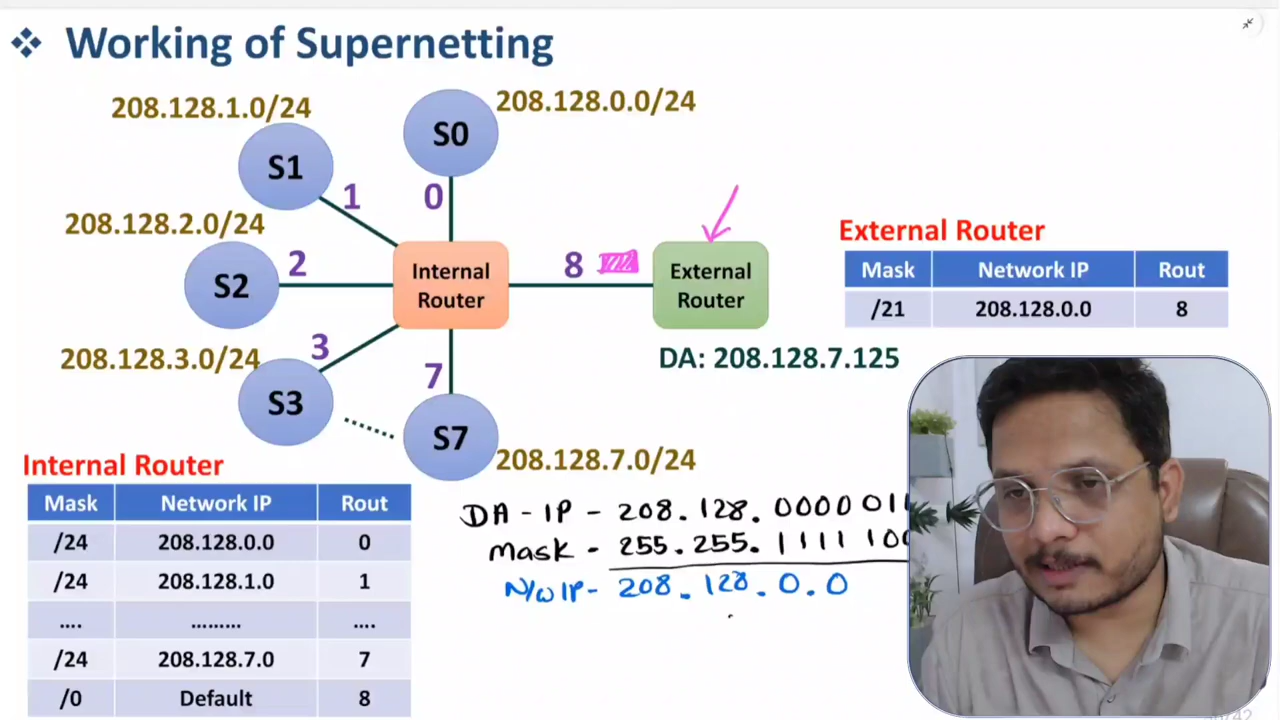 ❖ Working of Supernetting
208.128.1.0/24
208.128.0.0/24
S1
S0
1
0
208.128.2.0/24
S2
2
Internal
Router
8
External
Router
External Router
Mask Network IP Rout
/21 208.128.0.0 8
208.128.3.0/24
3
S3
7
S7
DA: 208.128.7.125
208.128.7.0/24
Internal Router
Mask Network IP Rout
/24 208.128.0.0 0
/24 208.128.1.0 1
.... ......... ....
/24 208.128.7.0 7
/0 Default 8
DA - IP - 208.128.0000011
Mask - 255.255.1111100
N/w IP - 208.128.0.0